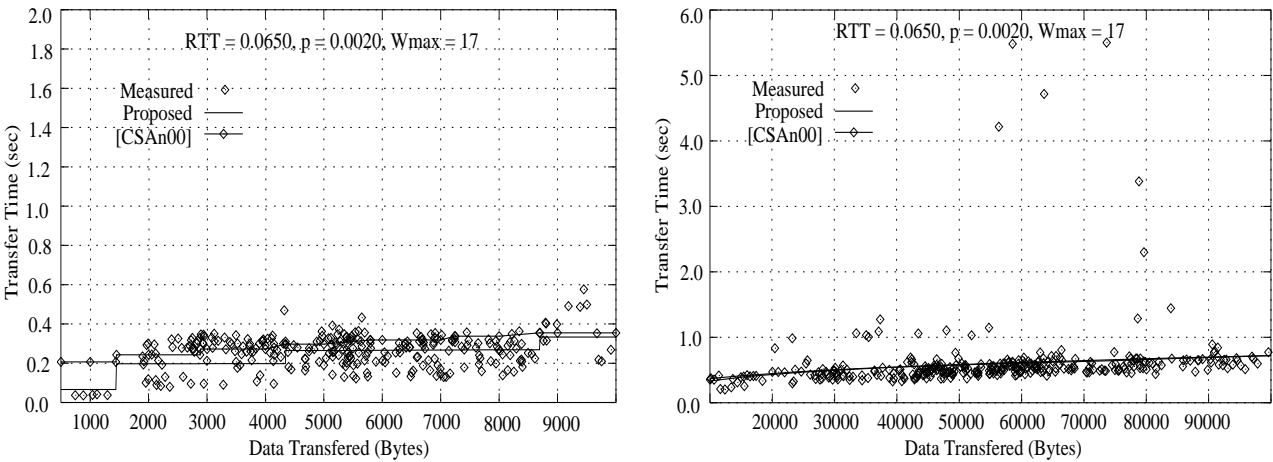 2.0
1.8
1.6
1.4
1.2
1.0
0.8
0.6
0.4
0.2
0.0
Transfer Time (sec)
RTT = 0.0650, p = 0.0020, Wmax = 17
Measured
Proposed
[CSAn00]
1000 2000 3000 4000 5000 6000 7000 8000 9000
Data Transfered (Bytes)
6.0
5.0
4.0
3.0
2.0
1.0
0.0
Transfer Time (sec)
RTT = 0.0650, p = 0.0020, Wmax = 17
Measured
Proposed
[CSAn00]
20000 30000 40000 50000 60000 70000 80000 90000
Data Transfered (Bytes)